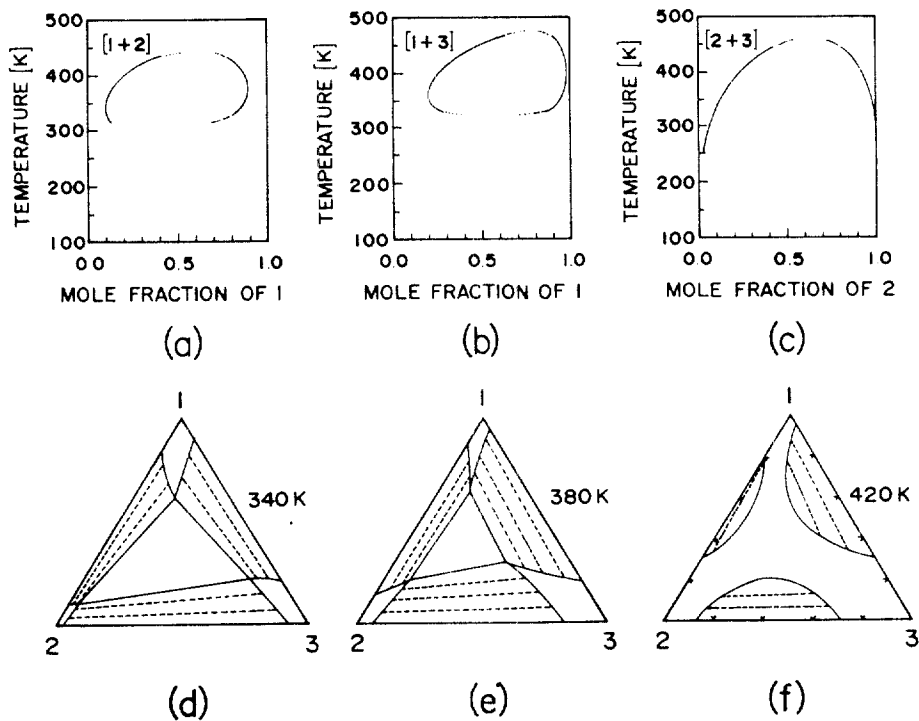 [1+2]
TEMPERATURE [K]
500
400
300
200
100
0.0 0.5 1.0
MOLE FRACTION OF 1
(a)
[1+3]
TEMPERATURE [K]
500
400
300
200
100
0.0 0.5 1.0
MOLE FRACTION OF 1
(b)
[2+3]
TEMPERATURE [K]
500
400
300
200
100
0.0 0.5 1.0
MOLE FRACTION OF 2
(c)
1
340K
2 3
(d)
1
380K
2 3
(e)
1
420K
2 3
(f)